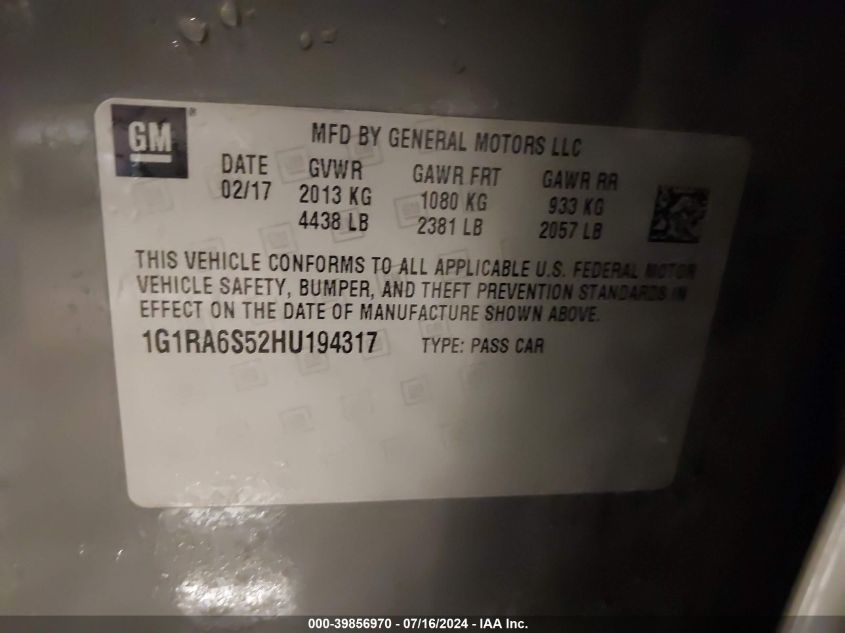 GM ®
MFD BY GENERAL MOTORS LLC
DATE GVWR GAWR FRT GAWR RR
02/17 2013 KG 1080 KG 933 KG
4438 LB 2381 LB 2057 LB
THIS VEHICLE CONFORMS TO ALL APPLICABLE U.S. FEDERAL MOTOR
VEHICLE SAFETY, BUMPER, AND THEFT PREVENTION STANDARDS IN
EFFECT ON THE DATE OF MANUFACTURE SHOWN ABOVE.
1G1RA6S52HU194317 TYPE: PASS CAR
000-39856970 - 07/16/2024 - IAA Inc.